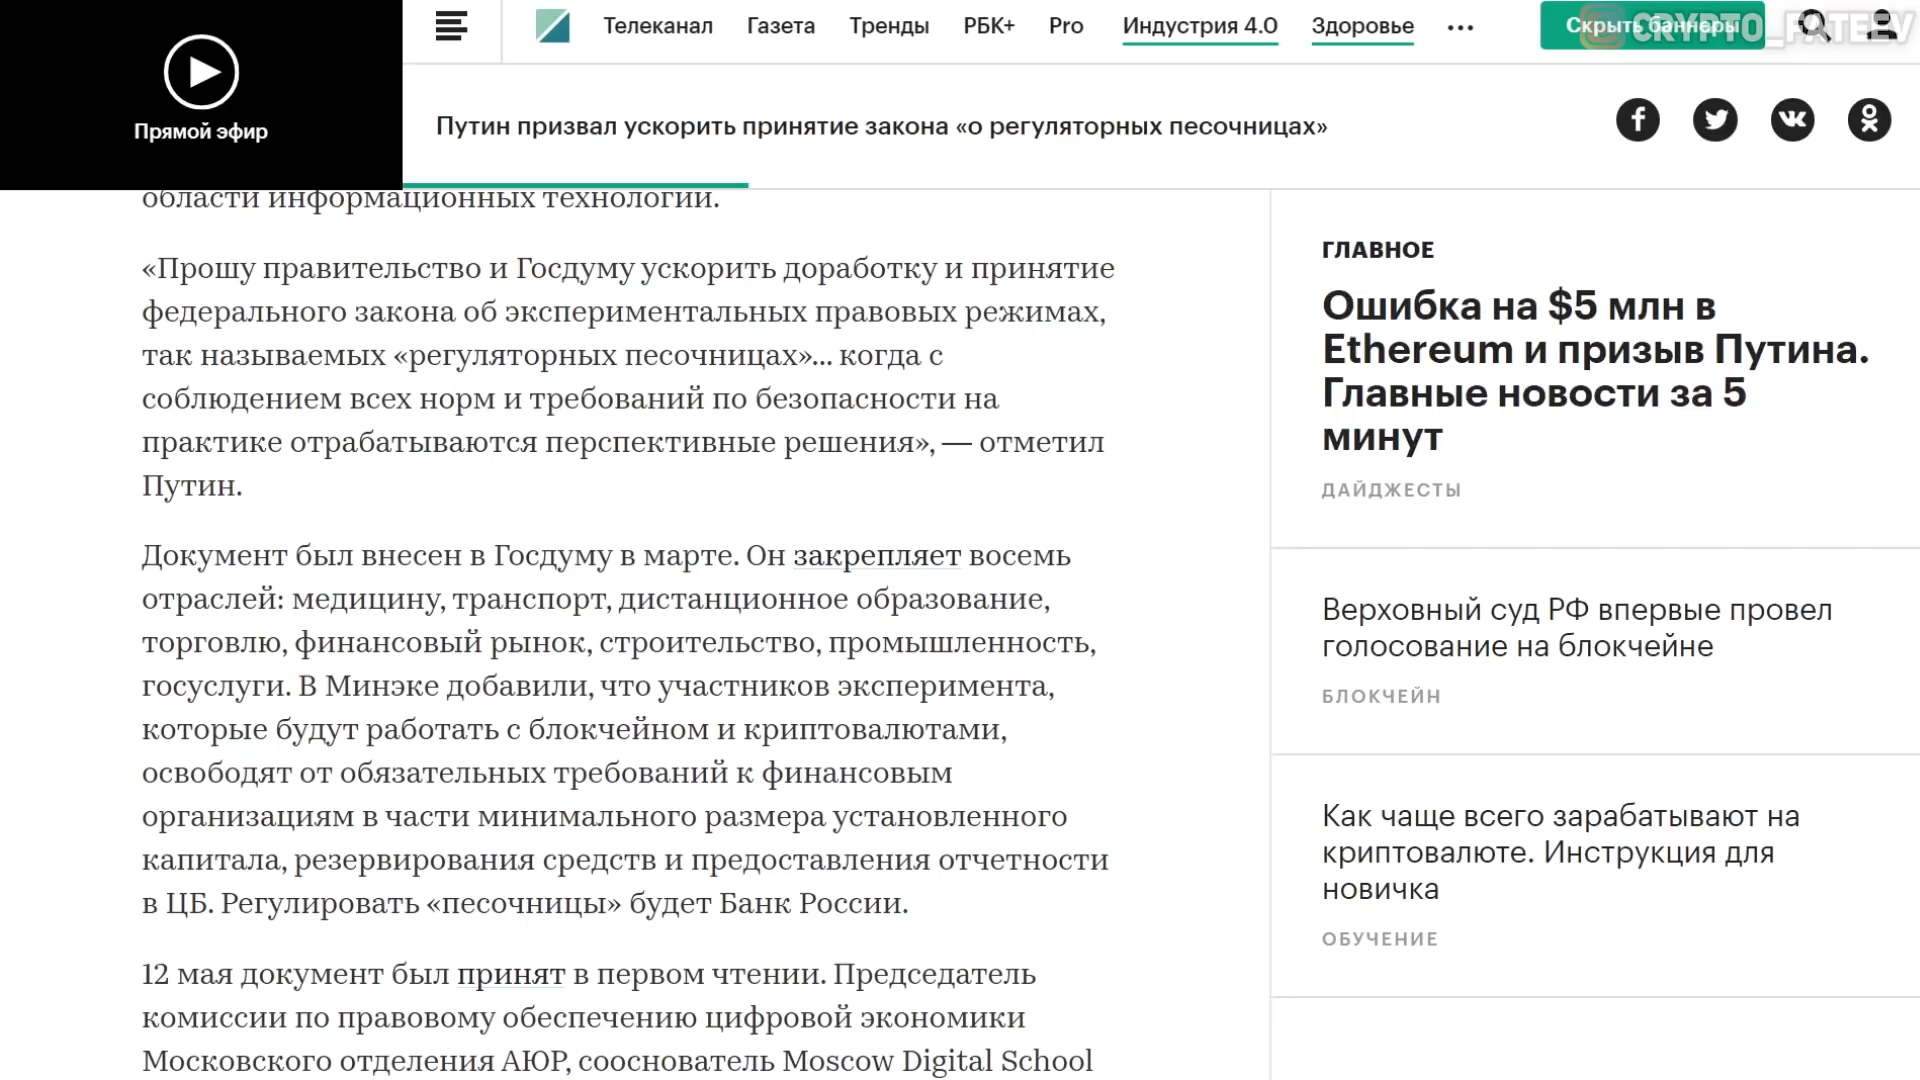 Прямой эфир
Телеканал Газета Тренды РБК+ Pro Индустрия 4.0 Здоровье ...
Скрыть баннеры
CRYPTO_FATEEV
Путин призвал ускорить принятие закона «о регуляторных песочницах»
области информационных технологий.
«Прошу правительство и Госдуму ускорить доработку и принятие
федерального закона об экспериментальных правовых режимах,
так называемых «регуляторных песочницах»... когда с
соблюдением всех норм и требований по безопасности на
практике отрабатываются перспективные решения», — отметил
Путин.
Документ был внесен в Госдуму в марте. Он закрепляет восемь
отраслей: медицину, транспорт, дистанционное образование,
торговлю, финансовый рынок, строительство, промышленность,
госуслуги. В Минэке добавили, что участников эксперимента,
которые будут работать с блокчейном и криптовалютами,
освободят от обязательных требований к финансовым
организациям в части минимального размера установленного
капитала, резервирования средств и предоставления отчетности
в ЦБ. Регулировать «песочницы» будет Банк России.
12 мая документ был принят в первом чтении. Председатель
комиссии по правовому обеспечению цифровой экономики
Московского отделения АЮР, сооснователь Moscow Digital School
ГЛАВНОЕ
Ошибка на $5 млн в
Ethereum и призыв Путина.
Главные новости за 5
минут
ДАЙДЖЕСТЫ
Верховный суд РФ впервые провел
голосование на блокчейне
БЛОКЧЕЙН
Как чаще всего зарабатывают на
криптовалюте. Инструкция для
новичка
ОБУЧЕНИЕ